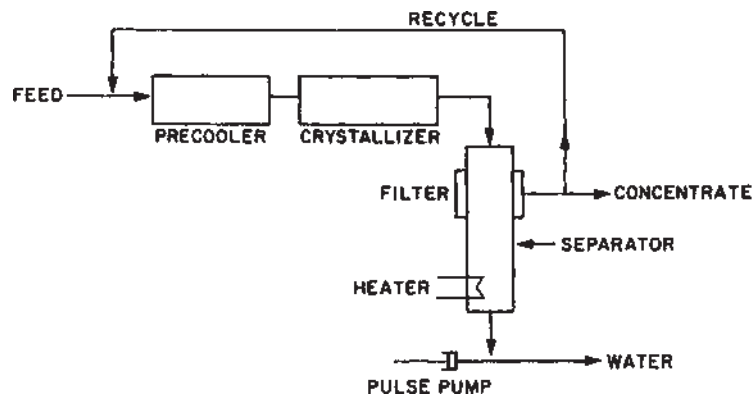 RECYCLE
FEED
PRECOOLER
CRYSTALLIZER
FILTER
CONCENTRATE
SEPARATOR
HEATER
WATER
PULSE PUMP